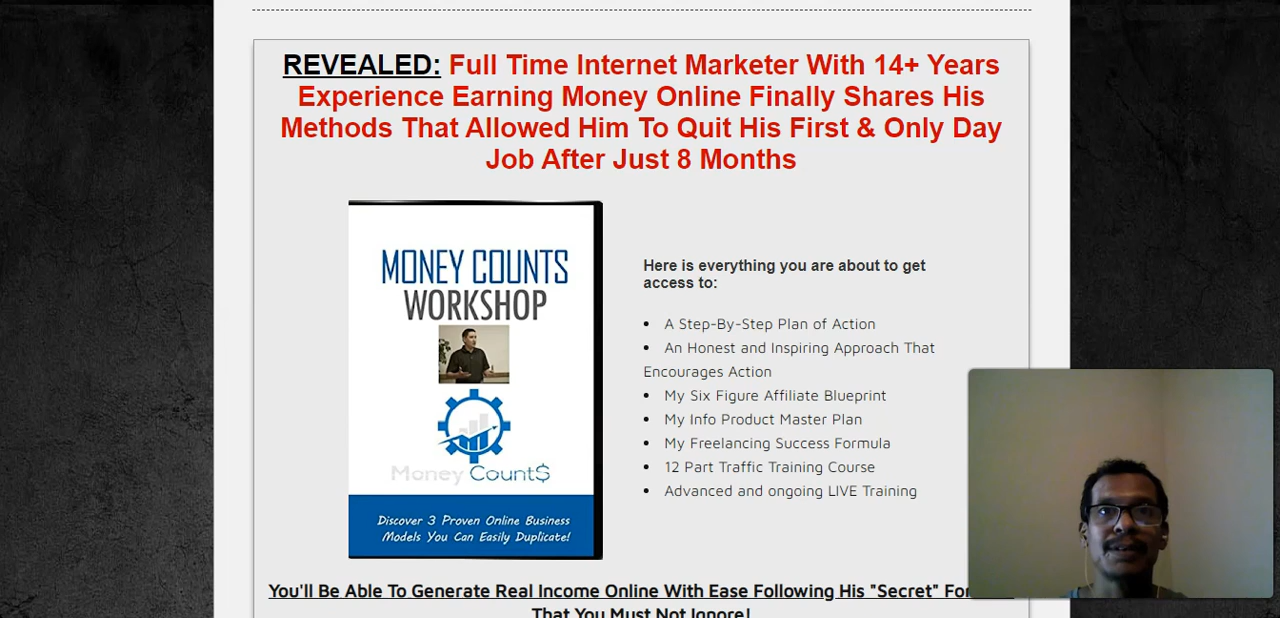 REVEALED: Full Time Internet Marketer With 14+ Years
Experience Earning Money Online Finally Shares His
Methods That Allowed Him To Quit His First & Only Day
Job After Just 8 Months
MONEY COUNTS
WORKSHOP
Money Count$
Discover 3 Proven Online Business
Models You Can Easily Duplicate!
Here is everything you are about to get
access to:
• A Step-By-Step Plan of Action
• An Honest and Inspiring Approach That
Encourages Action
• My Six Figure Affiliate Blueprint
• My Info Product Master Plan
• My Freelancing Success Formula
• 12 Part Traffic Training Course
• Advanced and ongoing LIVE Training
You'll Be Able To Generate Real Income Online With Ease Following His "Secret"
That You Must Not Ignore!